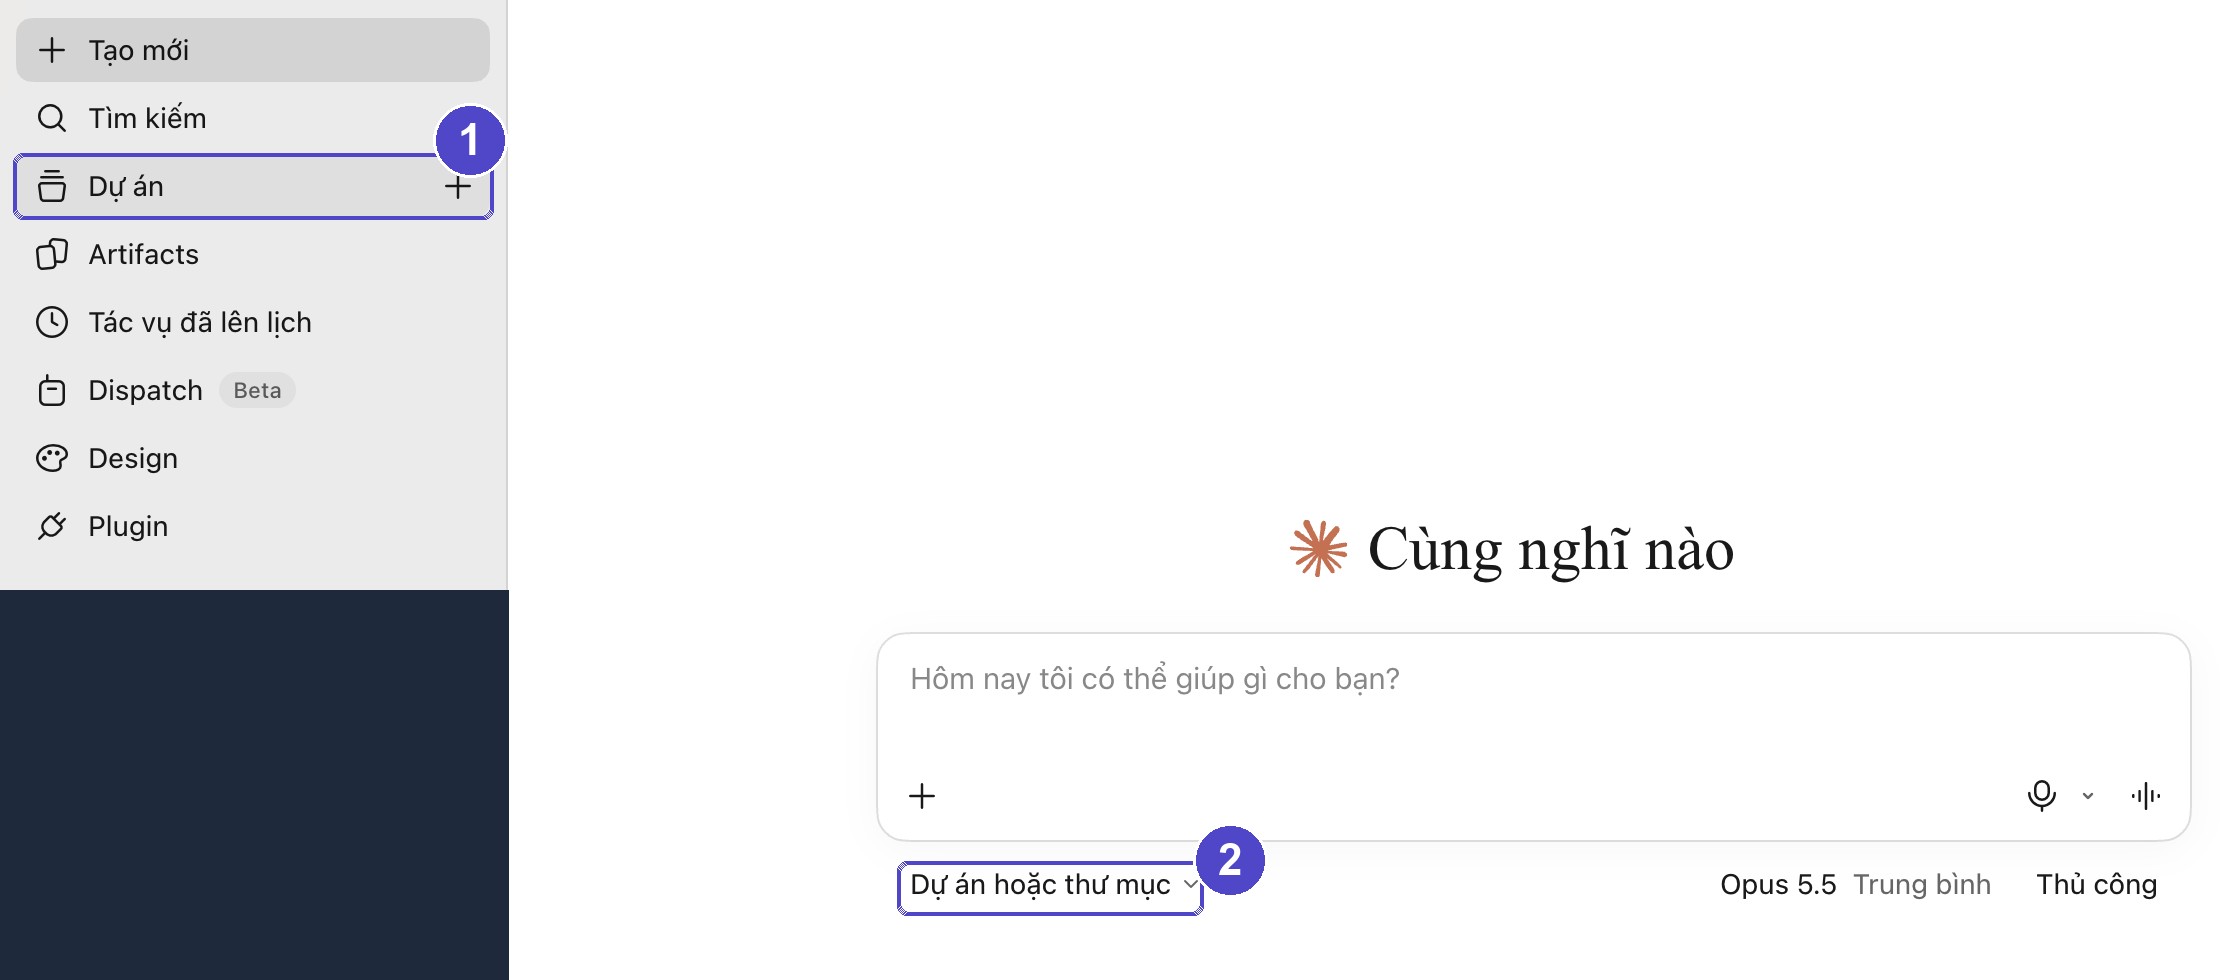 Tạo mới
Tìm kiếm
1
Dự án
Artifacts
Tác vụ đã lên lịch
Dispatch Beta
Design
Plugin
Cùng nghĩ nào
Hôm nay tôi có thể giúp gì cho bạn?
2
Dự án hoặc thư mục
Opus 5.5 Trung bình Thủ công